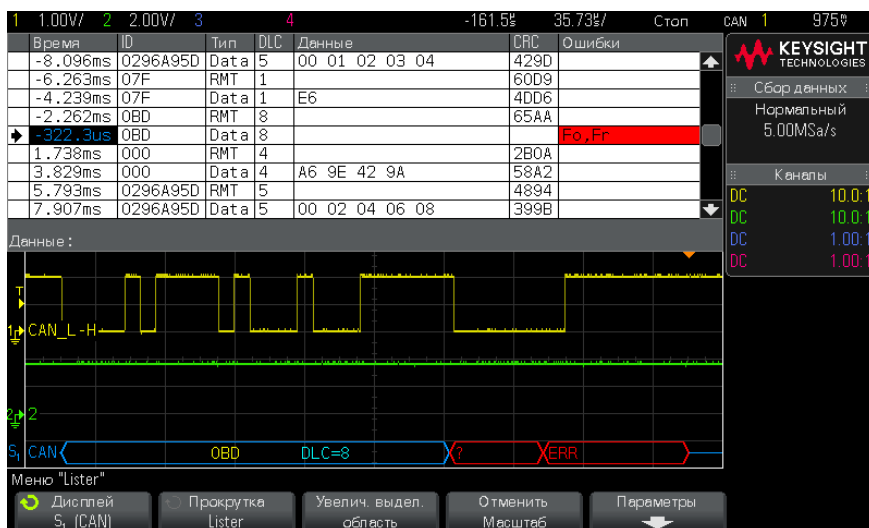 1 1.00V/ 2 2.00V/ 3 4 -161.5㎲ 35.73㎲/ Стоп CAN 1 975㎷
Время ID Тип DLC Данные CRC Ошибки
-8.096ms 0296A95D Data 5 00 01 02 03 04 429D
-6.263ms 07F RMT 1 60D9
-4.239ms 07F Data 1 E6 4DD6
-2.262ms 0BD RMT 8 65AA
-322.3us 0BD Data 8 Fo,Fr
1.738ms 000 RMT 4 2B0A
3.829ms 000 Data 4 A6 9E 42 9A 58A2
5.793ms 0296A95D RMT 5 4894
7.907ms 0296A95D Data 5 00 02 04 06 08 399B
Данные:
KEYSIGHT
TECHNOLOGIES
Сбор данных
Нормальный
5.00MSa/s
Каналы
DC 10.0:1
DC 10.0:1
DC 1.00:1
DC 1.00:1
T
1 CAN_L-H
2 2
S1 CAN 0BD DLC=8 ? ERR
Меню "Lister"
Дисплей
S1 (CAN)
Прокрутка
Lister
Увелич. выдел.
область
Отменить
Масштаб
Параметры